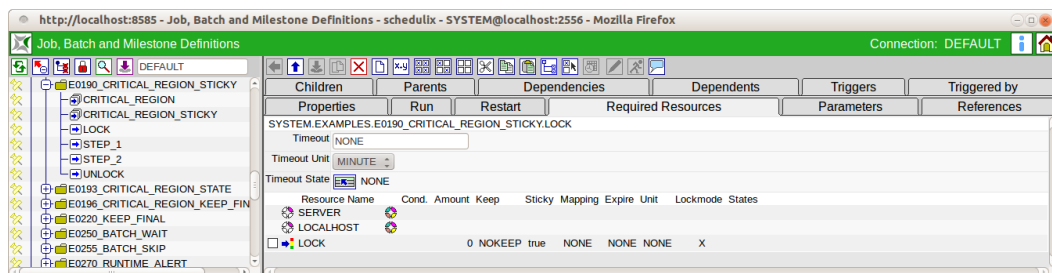 http://localhost:8585 - Job, Batch and Milestone Definitions - schedulix - SYSTEM@localhost:2556 - Mozilla Firefox
Job, Batch and Milestone Definitions
Connection: DEFAULT
DEFAULT
E0190_CRITICAL_REGION_STICKY
CRITICAL_REGION
CRITICAL_REGION_STICKY
LOCK
STEP_1
STEP_2
UNLOCK
E0193_CRITICAL_REGION_STATE
E0196_CRITICAL_REGION_KEEP_FIN
E0220_KEEP_FINAL
E0250_BATCH_WAIT
E0255_BATCH_SKIP
E0270_RUNTIME_ALERT
Children Parents Dependencies Dependents Triggers Triggered by
Properties Run Restart Required Resources Parameters References
SYSTEM.EXAMPLES.E0190_CRITICAL_REGION_STICKY.LOCK
Timeout NONE
Timeout Unit MINUTE
Timeout State NONE
Resource Name Cond. Amount Keep Sticky Mapping Expire Unit Lockmode States
SERVER
LOCALHOST
LOCK 0 NOKEEP true NONE NONE NONE X